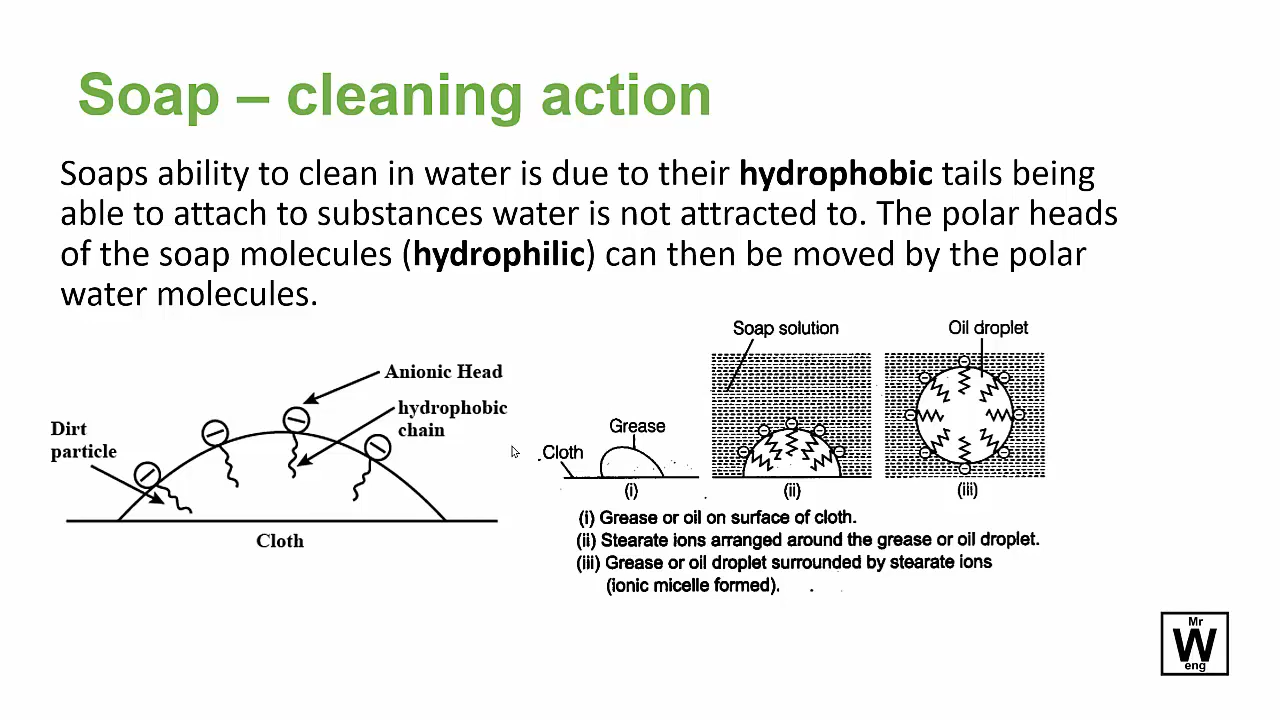 Soap – cleaning action
Soaps ability to clean in water is due to their hydrophobic tails being
able to attach to substances water is not attracted to. The polar heads
of the soap molecules (hydrophilic) can then be moved by the polar
water molecules.
Anionic Head
hydrophobic
chain
Dirt
particle
Cloth
Soap solution
Oil droplet
Grease
Cloth
(i)
(ii)
(iii)
(i) Grease or oil on surface of cloth.
(ii) Stearate ions arranged around the grease or oil droplet.
(iii) Grease or oil droplet surrounded by stearate ions
(ionic micelle formed).
Mr
W
eng